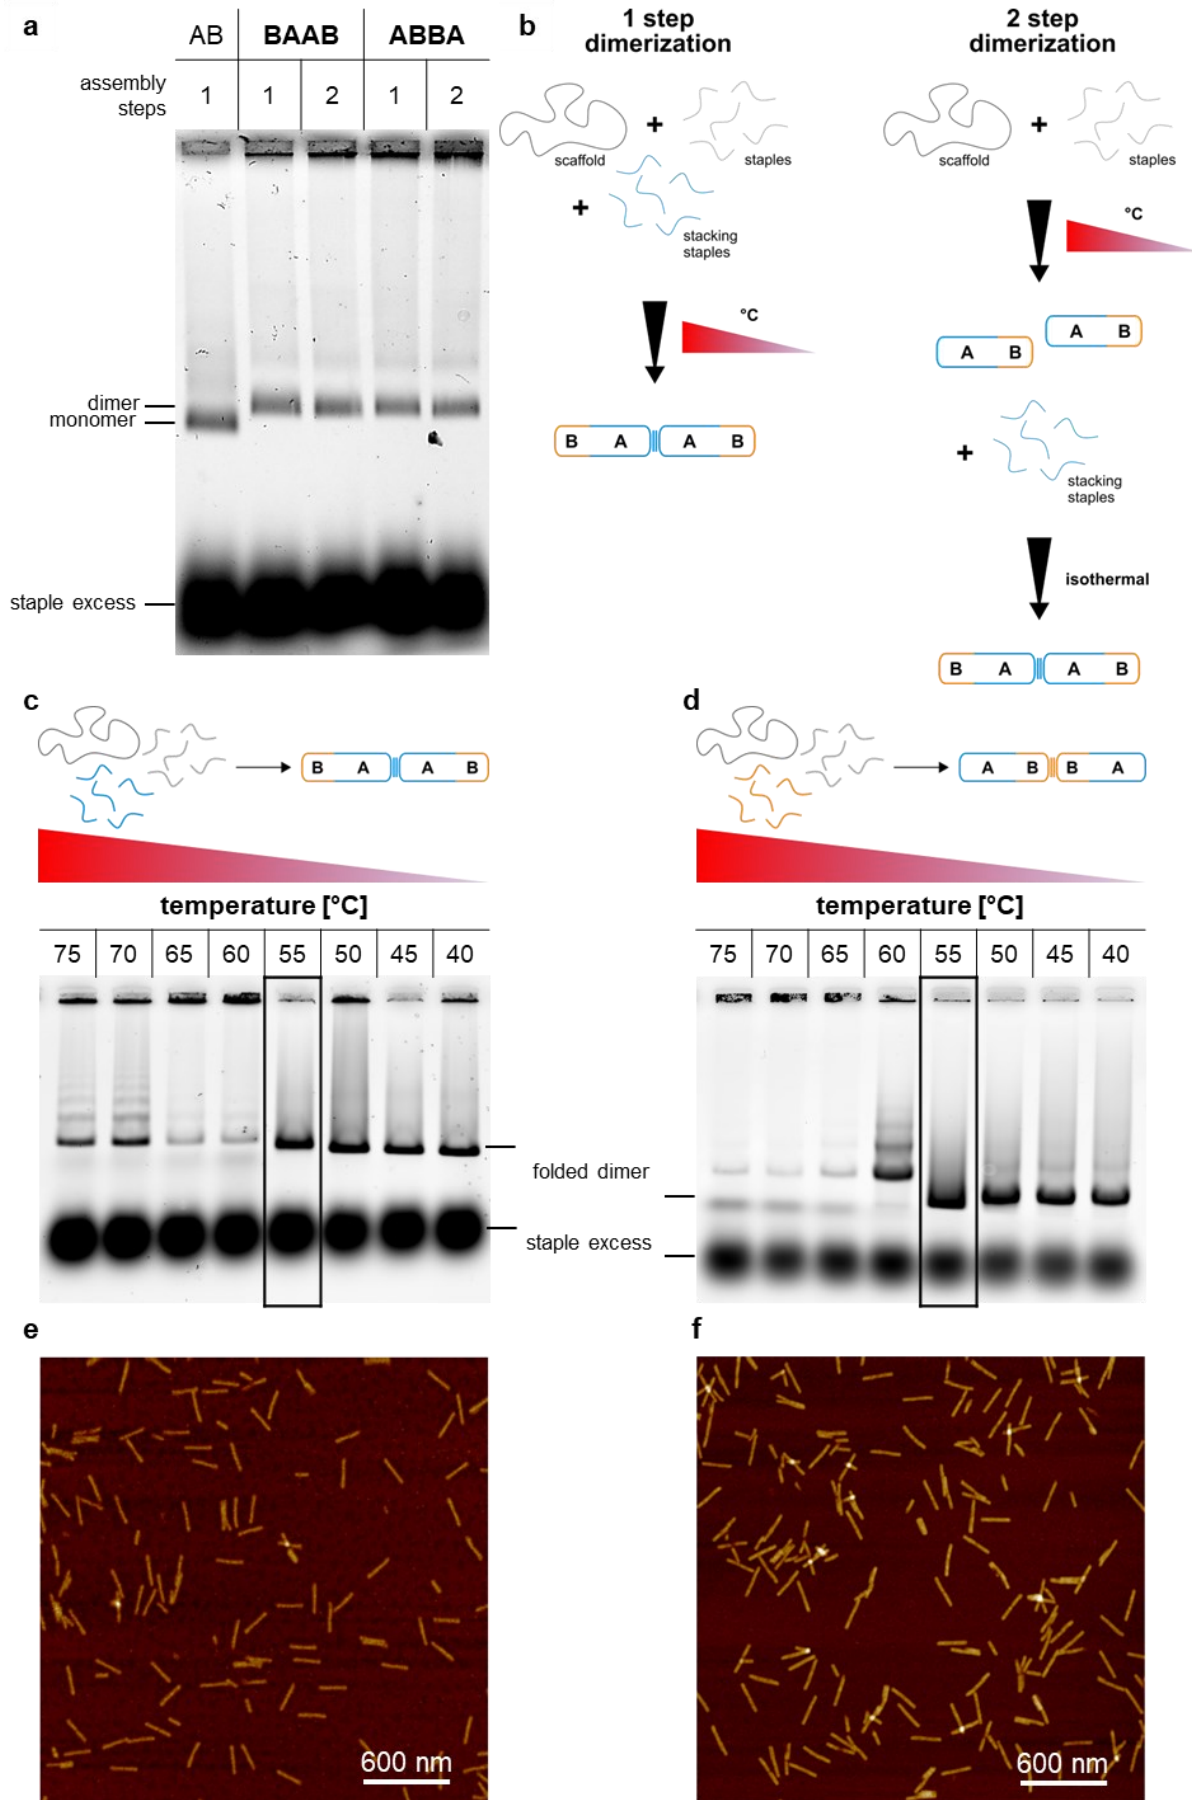 a
AB
BAAB
ABBA
assembly
steps
1
1
2
1
2
dimer
monomer
staple excess
b
1 step
dimerization
2 step
dimerization
+
scaffold
staples
+
stacking
staples
°C
B A A B
+
scaffold
staples
°C
A B
A B
+
stacking
staples
isothermal
B A A B
c
B A A B
temperature [°C]
75 70 65 60 55 50 45 40
d
A B B A
temperature [°C]
75 70 65 60 55 50 45 40
folded dimer
staple excess
e
600 nm
f
600 nm